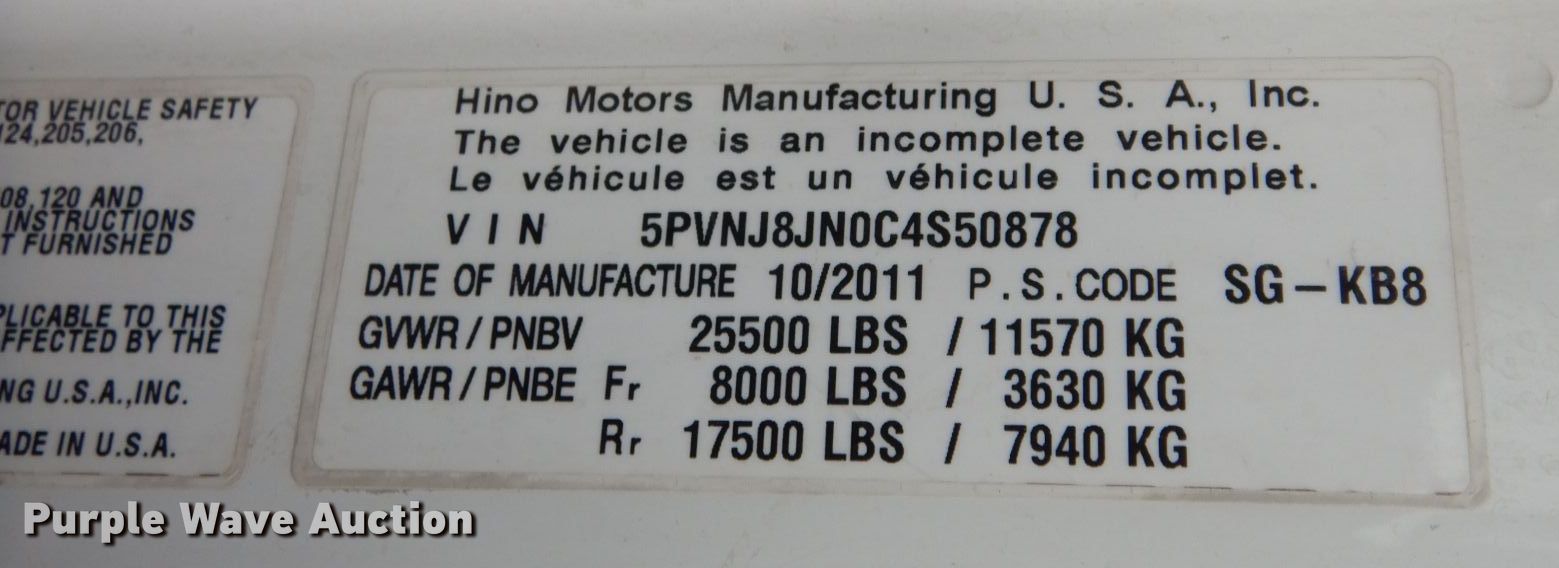 TOR VEHICLE SAFETY
124,205,206,
08,120 AND
INSTRUCTIONS
T FURNISHED
PLICABLE TO THIS
FFECTED BY THE
NG U.S.A.,INC.
ADE IN U.S.A.
Hino Motors Manufacturing U. S. A., Inc.
The vehicle is an incomplete vehicle.
Le véhicule est un véhicule incomplet.
VIN 5PVNJ8JN0C4S50878
DATE OF MANUFACTURE 10/2011 P.S.CODE SG-KB8
GVWR/PNBV 25500 LBS / 11570 KG
GAWR/PNBE Fr 8000 LBS / 3630 KG
Rr 17500 LBS / 7940 KG
Purple Wave Auction